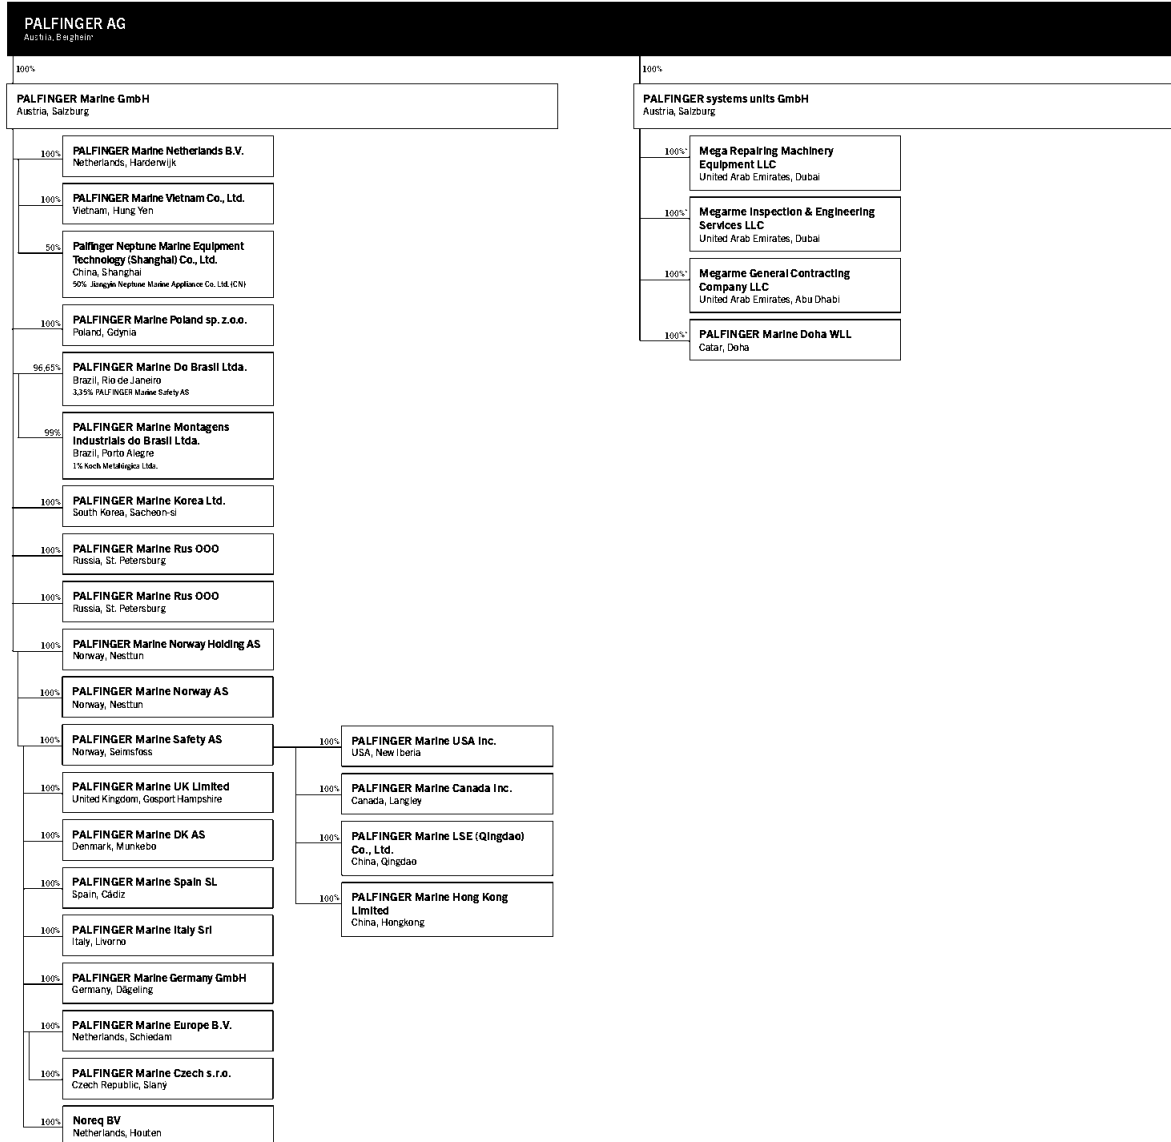 PALFINGER AG
Austria, Bergheim
100%
PALFINGER Marine GmbH
Austria, Salzburg
100%
PALFINGER Marine Netherlands B.V.
Netherlands, Harderwijk
100%
PALFINGER Marine Vietnam Co., Ltd.
Vietnam, Hung Yen
50%
Palfinger Neptune Marine Equipment
Technology (Shanghai) Co., Ltd.
China, Shanghai
50% Jiangyin Neptune Marine Appliance Co. Ltd. (CN)
100%
PALFINGER Marine Poland sp. z.o.o.
Poland, Gdynia
96,65%
PALFINGER Marine Do Brasil Ltda.
Brazil, Rio de Janeiro
3,35% PALFINGER Marine Safety AS
99%
PALFINGER Marine Montagens
Industriais do Brasil Ltda.
Brazil, Porto Alegre
1% Koch Metalúrgica Ltda.
100%
PALFINGER Marine Korea Ltd.
South Korea, Sacheon-si
100%
PALFINGER Marine Rus OOO
Russia, St. Petersburg
100%
PALFINGER Marine Rus OOO
Russia, St. Petersburg
100%
PALFINGER Marine Norway Holding AS
Norway, Nesttun
100%
PALFINGER Marine Norway AS
Norway, Nesttun
100%
PALFINGER Marine Safety AS
Norway, Seimsfoss
100%
PALFINGER Marine UK Limited
United Kingdom, Gosport Hampshire
100%
PALFINGER Marine DK AS
Denmark, Munkebo
100%
PALFINGER Marine Spain SL
Spain, Cádiz
100%
PALFINGER Marine Italy Srl
Italy, Livorno
100%
PALFINGER Marine Germany GmbH
Germany, Dägeling
100%
PALFINGER Marine Europe B.V.
Netherlands, Schiedam
100%
PALFINGER Marine Czech s.r.o.
Czech Republic, Slaný
100%
Noreq BV
Netherlands, Houten
100%
PALFINGER Marine USA Inc.
USA, New Iberia
100%
PALFINGER Marine Canada Inc.
Canada, Langley
100%
PALFINGER Marine LSE (Qingdao)
Co., Ltd.
China, Qingdao
100%
PALFINGER Marine Hong Kong
Limited
China, Hongkong
100%
PALFINGER systems units GmbH
Austria, Salzburg
100%*
Mega Repairing Machinery
Equipment LLC
United Arab Emirates, Dubai
100%*
Megarme Inspection & Engineering
Services LLC
United Arab Emirates, Dubai
100%*
Megarme General Contracting
Company LLC
United Arab Emirates, Abu Dhabi
100%*
PALFINGER Marine Doha WLL
Catar, Doha